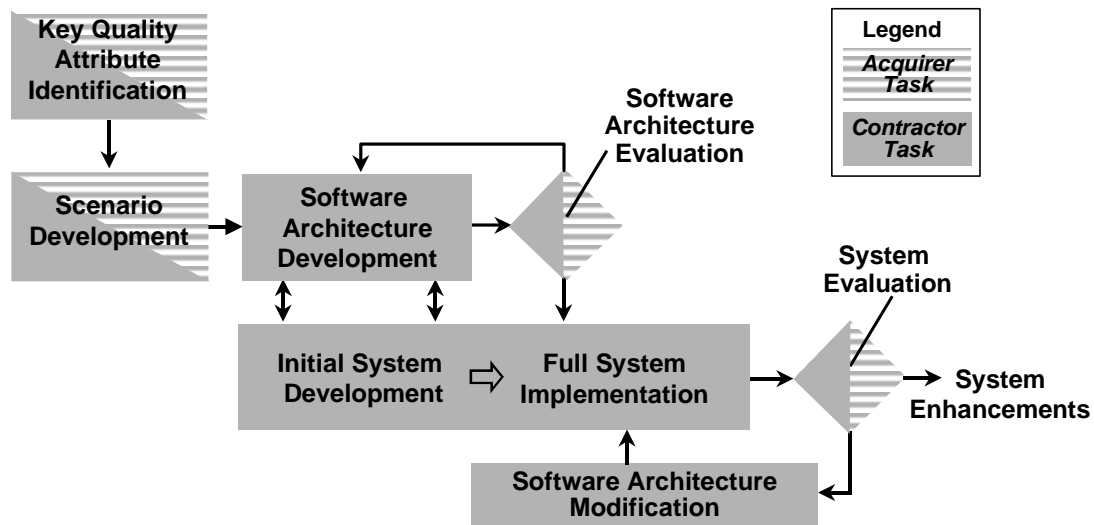 Key Quality
Attribute
Identification
Legend
Acquirer
Task
Contractor
Task
Software
Architecture
Evaluation
Scenario
Development
Software
Architecture
Development
System
Evaluation
Initial System
Development
Full System
Implementation
System
Enhancements
Software Architecture
Modification